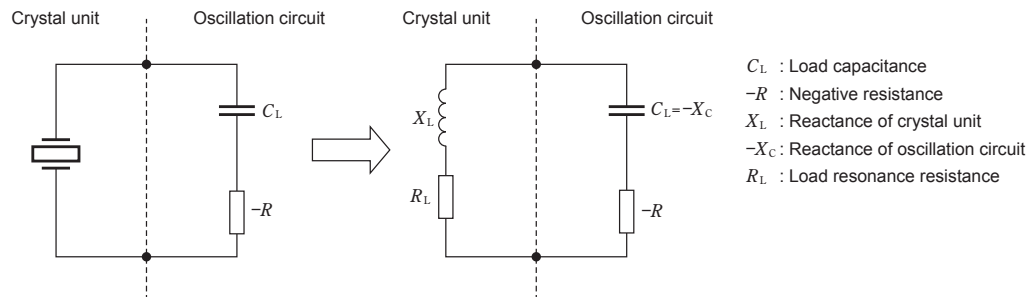 Crystal unit
Oscillation circuit
CL
−R
Crystal unit
Oscillation circuit
XL
RL
CL=−XC
−R
CL : Load capacitance
−R : Negative resistance
XL : Reactance of crystal unit
−XC : Reactance of oscillation circuit
RL : Load resonance resistance